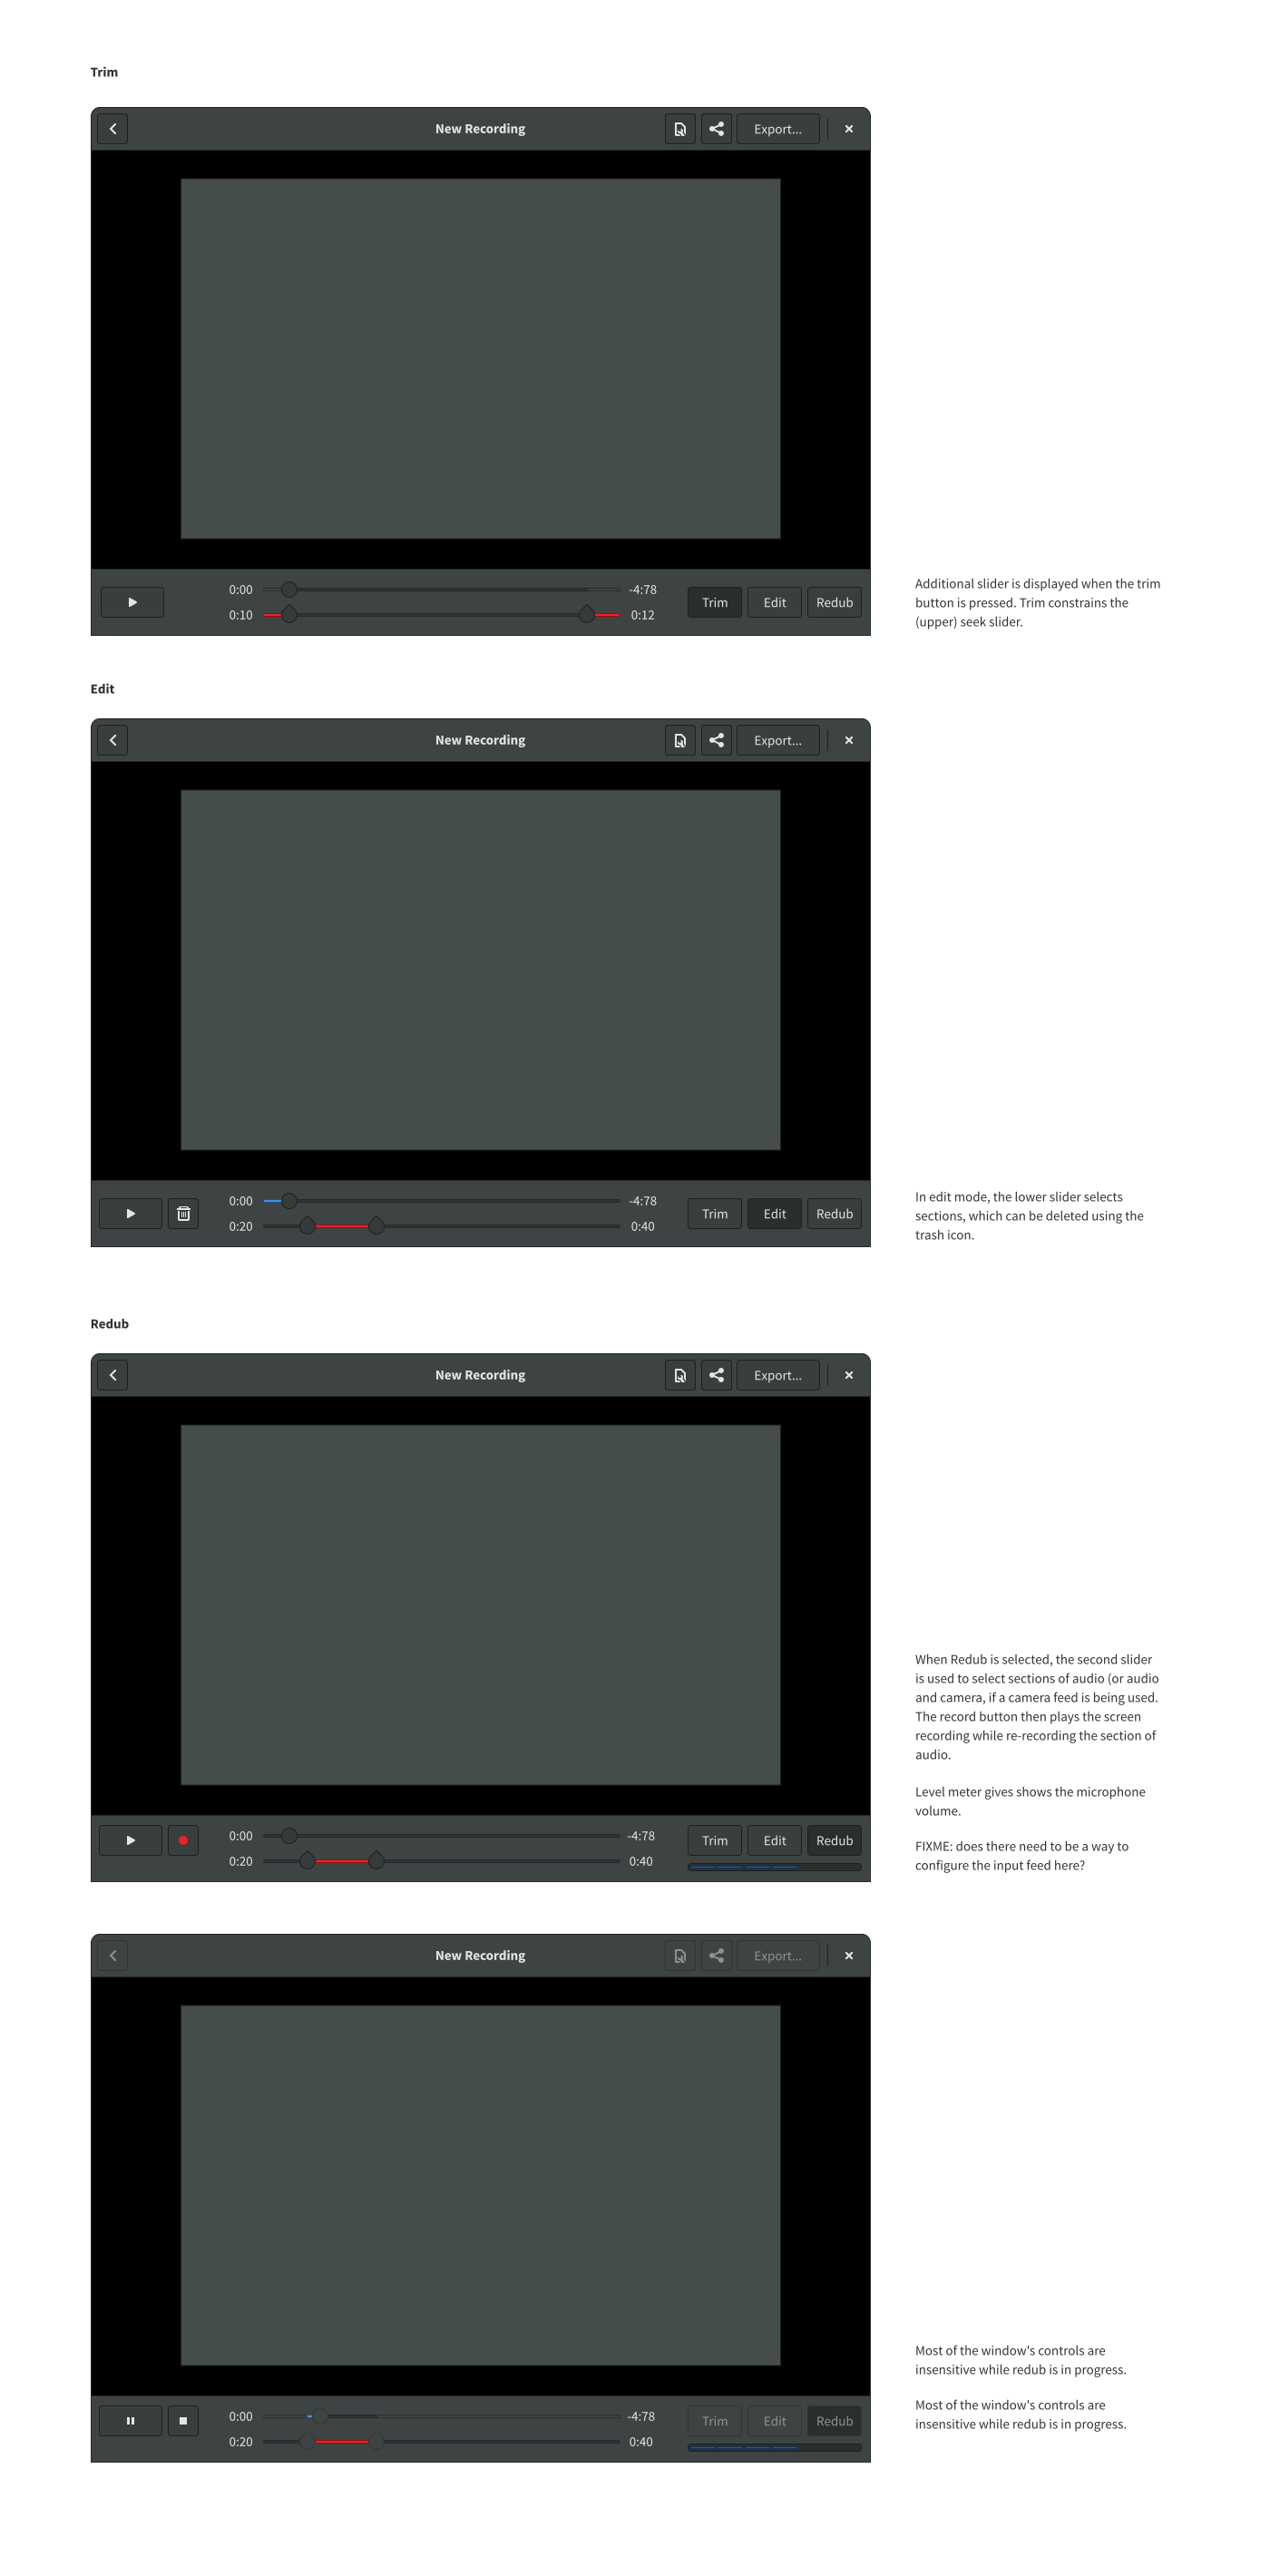 Trim
New Recording
Export...
0:00
-4:78
0:10
0:12
Trim
Edit
Redub
Additional slider is displayed when the trim
button is pressed. Trim constrains the
(upper) seek slider.
Edit
New Recording
Export...
0:00
-4:78
0:20
0:40
Trim
Edit
Redub
In edit mode, the lower slider selects
sections, which can be deleted using the
trash icon.
Redub
New Recording
Export...
When Redub is selected, the second slider
is used to select sections of audio (or audio
and camera, if a camera feed is being used.
The record button then plays the screen
recording while re-recording the section of
audio.
Level meter gives shows the microphone
volume.
FIXME: does there need to be a way to
configure the input feed here?
0:00
-4:78
0:20
0:40
Trim
Edit
Redub
New Recording
Export...
Most of the window's controls are
insensitive while redub is in progress.
Most of the window's controls are
insensitive while redub is in progress.
0:00
-4:78
0:20
0:40
Trim
Edit
Redub